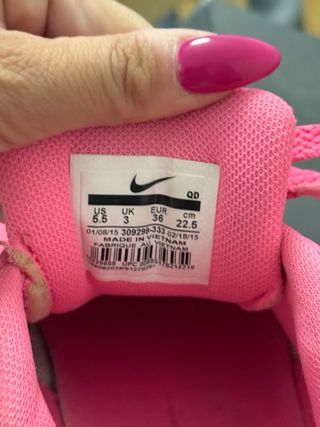 QD
US UK EUR cm
5.5 3 36 22.5
01/08/15 309299-333 02/18/15
MADE IN VIETNAM
FABRIQUE AU VIETNAM
UPC